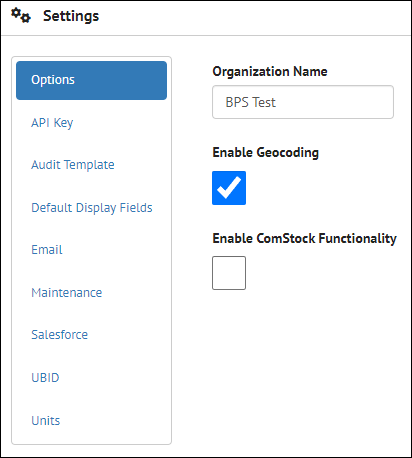 Settings
Options
API Key
Audit Template
Default Display Fields
Email
Maintenance
Salesforce
UBID
Units
Organization Name
BPS Test
Enable Geocoding
Enable ComStock Functionality